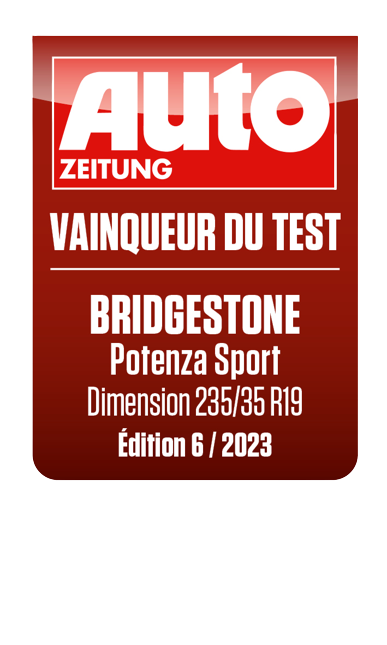 Auto
ZEITUNG
VAINQUEUR DU TEST
BRIDGESTONE
Potenza Sport
Dimension 235/35 R19
Édition 6 / 2023